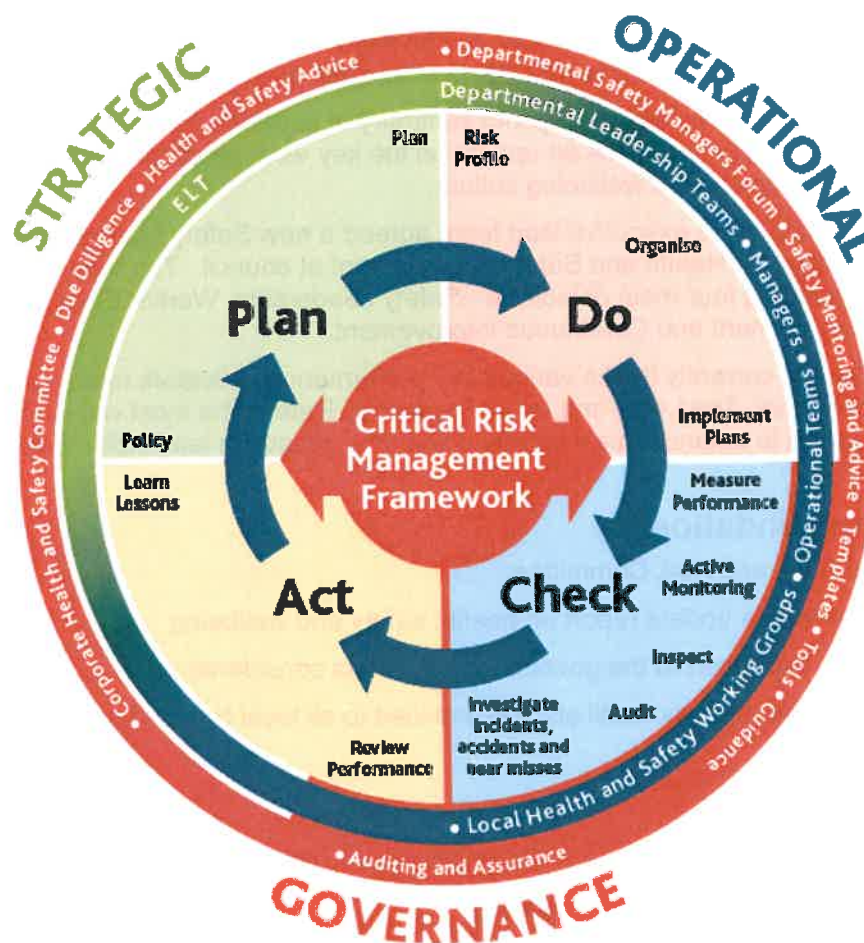 STRATEGIC
OPERATIONAL
GOVERNANCE
• Corporate Health and Safety Committee • Due Dilligence • Health and Safety Advice
• Departmental Safety Managers Forum • Safety Mentoring and Advice • Templates • Tools • Guidance
• Auditing and Assurance
ELT
Departmental Leadership Teams • Managers • Operational Teams
• Local Health and Safety Working Groups •
Plan
Risk
Profile
Organise
Plan
Do
Critical Risk
Management
Framework
Policy
Implement
Plans
Learn
Lessons
Measure
Performance
Active
Monitoring
Act
Check
Inspect
Audit
Investigate
incidents,
accidents and
near misses
Review
Performance